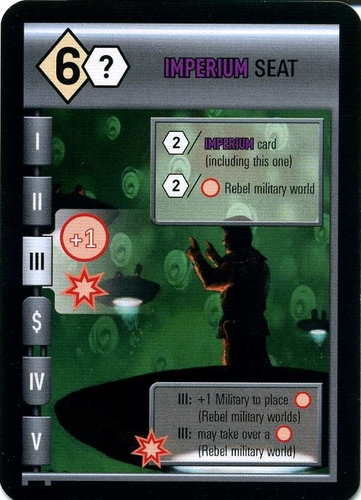 6 ? IMPERIUM SEAT
I
II
III
$
IV
V
+1
2 / IMPERIUM card
(including this one)
2 / Rebel military world
III: +1 Military to place
(Rebel military worlds)
III: may take over a
(Rebel military world)